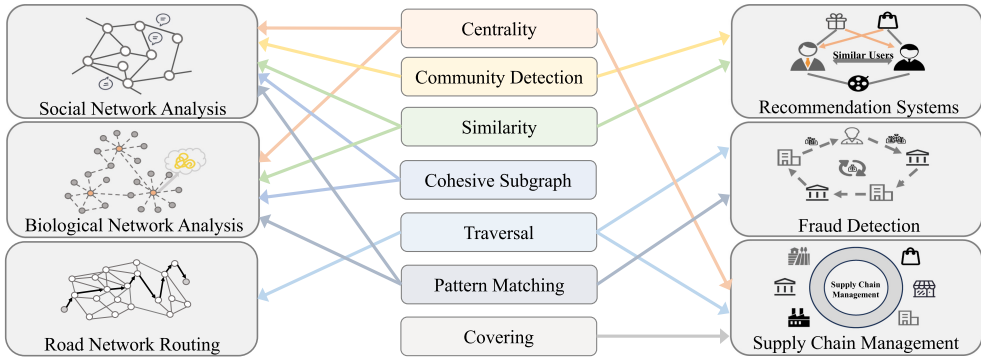 Social Network Analysis
Biological Network Analysis
Road Network Routing
Centrality
Community Detection
Similarity
Cohesive Subgraph
Traversal
Pattern Matching
Covering
Similar Users
Recommendation Systems
Fraud Detection
Supply Chain
Management
Supply Chain Management